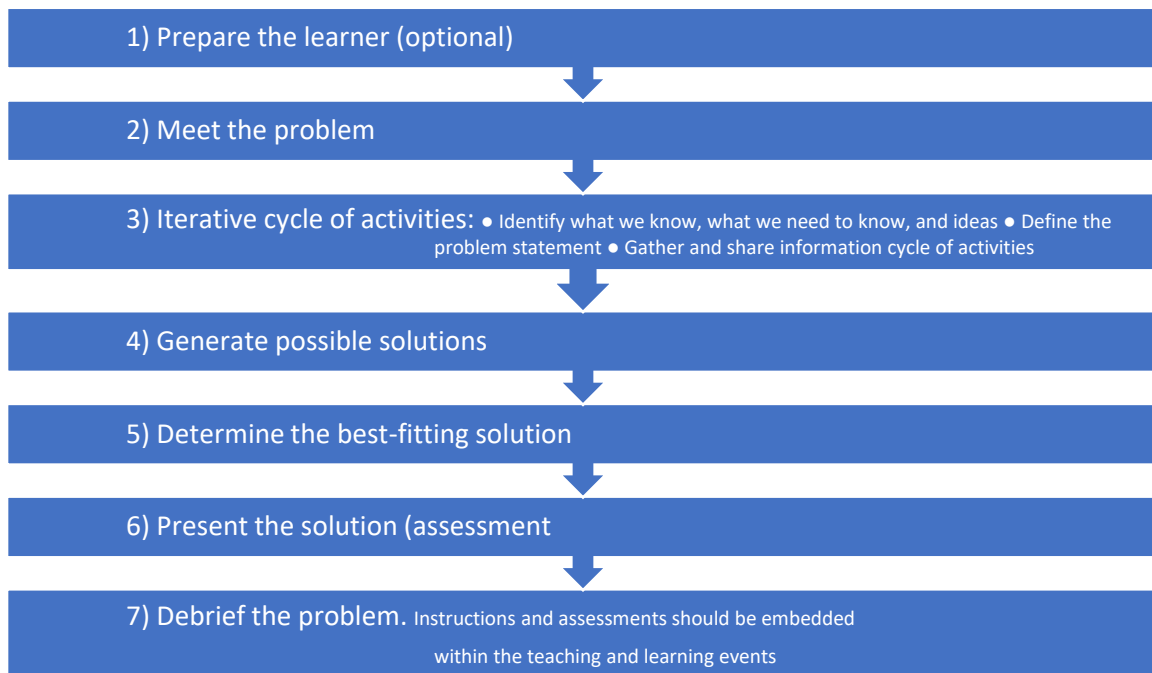 1) Prepare the learner (optional)
2) Meet the problem
3) Iterative cycle of activities: ● Identify what we know, what we need to know, and ideas ● Define the
problem statement ● Gather and share information cycle of activities
4) Generate possible solutions
5) Determine the best-fitting solution
6) Present the solution (assessment
7) Debrief the problem. Instructions and assessments should be embedded
within the teaching and learning events